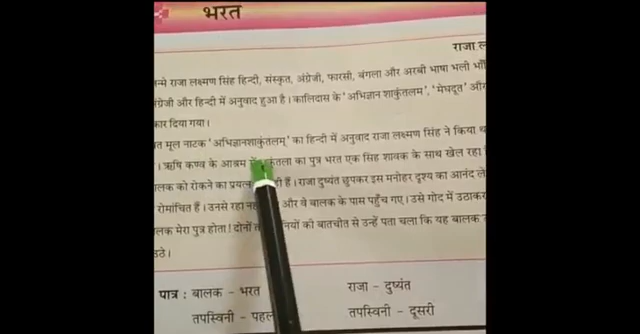 भरत
राजा ल
न्मे राजा लक्ष्मण सिंह हिन्दी, संस्कृत, अंग्रेजी, फारसी, बंगला और अरबी भाषा भली भाँ
अंग्रेजी और हिन्दी में अनुवाद हुआ है। कालिदास के 'अभिज्ञान शाकुंतलम', 'मेघदूत' और
कार दिया गया।
त मूल नाटक 'अभिज्ञानशाकुंतलम्' का हिन्दी में अनुवाद राजा लक्ष्मण सिंह ने किया थ
। ऋषि कण्व के आश्रम में कुंतला का पुत्र भरत एक सिंह शावक के साथ खेल रहा
लक को रोकने का प्रयत्न ही हैं। राजा दुष्यंत छुपकर इस मनोहर दृश्य का आनंद ले
रोमांचित हैं। उनसे रहा न और वे बालक के पास पहुँच गए। उसे गोद में उठाकर
लक मेरा पुत्र होता! दोनों नियों की बातचीत से उन्हें पता चला कि यह बालक
उठे।
पात्र : बालक – भरत राजा – दुष्यंत
तपस्विनी – पहल तपस्विनी – दूसरी